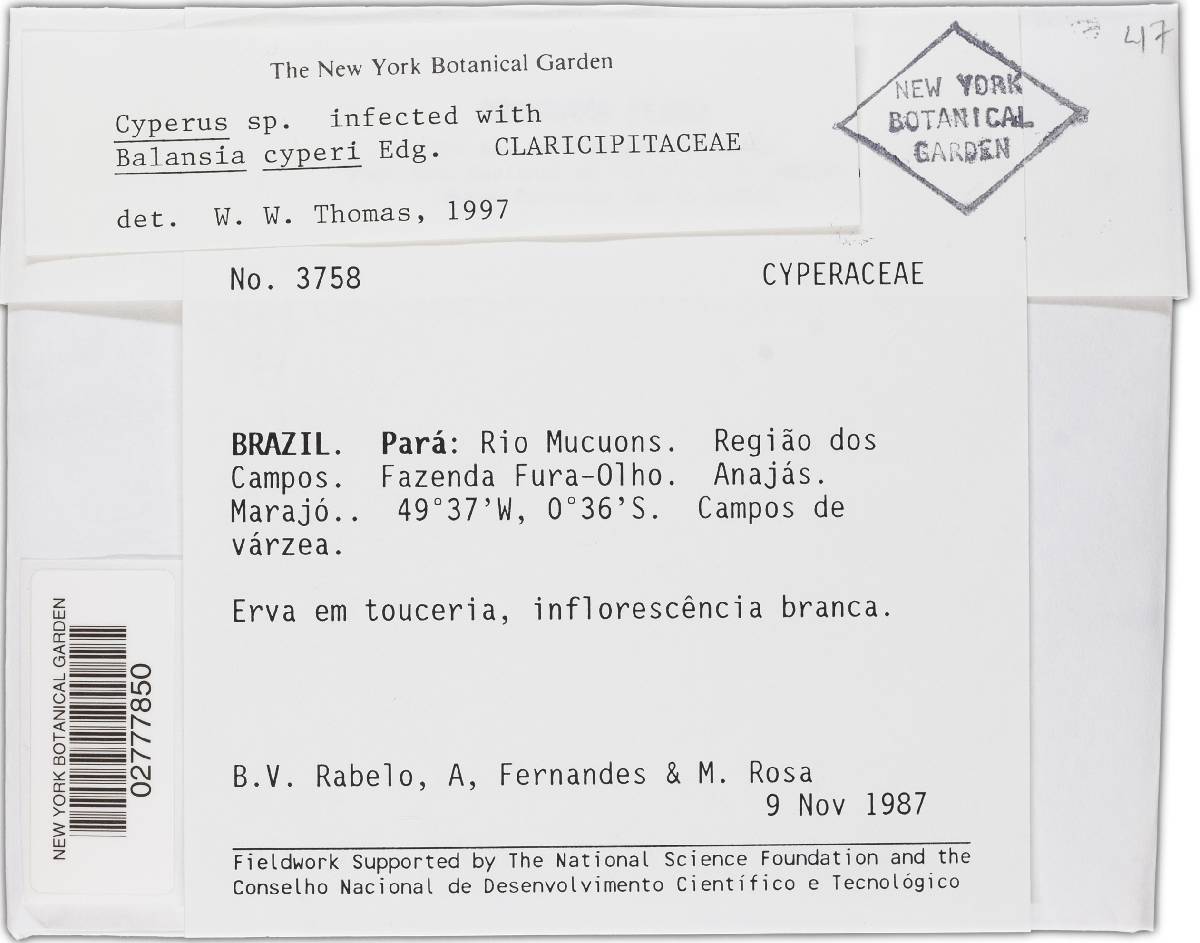 The New York Botanical Garden
Cyperus sp. infected with
Balansia cyperi Edg. CLARICIPITACEAE
det. W. W. Thomas, 1997
NEW YORK
BOTANICAL
GARDEN
47
No. 3758 CYPERACEAE
BRAZIL. Pará: Rio Mucuons. Região dos
Campos. Fazenda Fura-Olho. Anajás.
Marajó.. 49°37’W, 0°36’S. Campos de
várzea.
Erva em touceria, inflorescência branca.
B.V. Rabelo, A, Fernandes & M. Rosa
9 Nov 1987
Fieldwork Supported by The National Science Foundation and the
Conselho Nacional de Desenvolvimento Científico e Tecnológico
NEW YORK BOTANICAL GARDEN
02777850